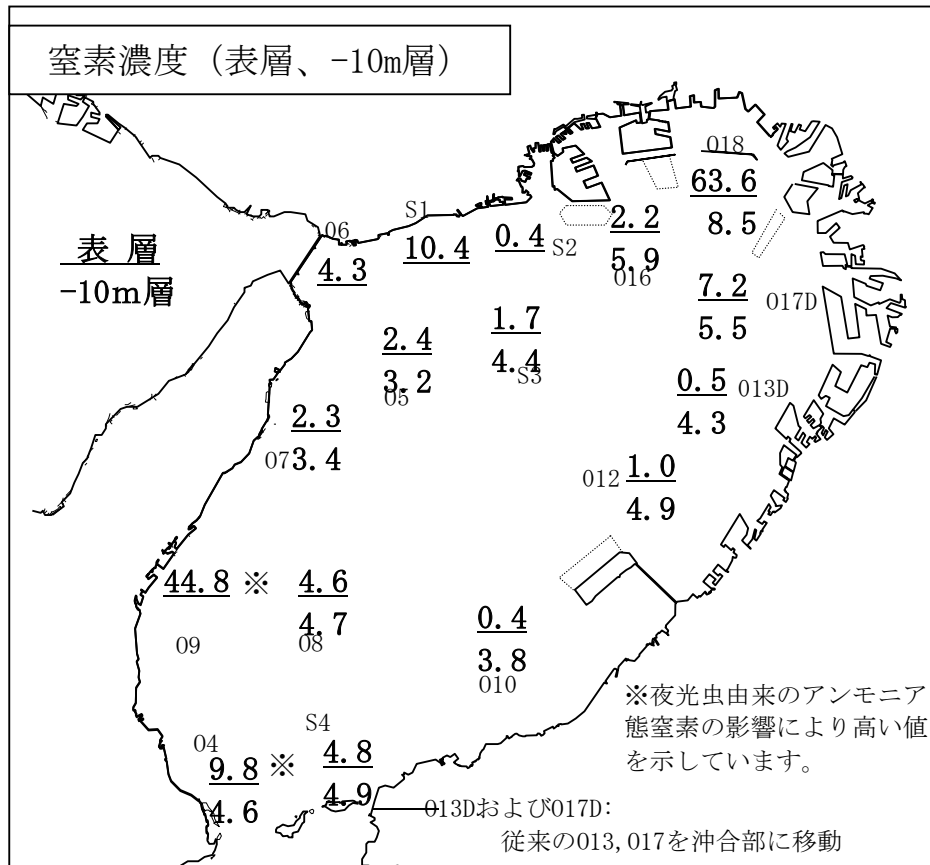 窒素濃度（表層、-10m層）
018
63.6
8.5
S1
06
表 層
-10m層
4.3
10.4
0.4
S2
2.2
5.9
016
7.2
5.5
017D
2.4
3.2
05
1.7
4.4
S3
0.5
4.3
013D
2.3
3.4
07
012
1.0
4.9
44.8 ※
09
4.6
4.7
08
0.4
3.8
010
※夜光虫由来のアンモニア
態窒素の影響により高い値
を示しています。
04
9.8 ※
4.6
S4
4.8
4.9
013Dおよび017D:
従来の013,017を沖合部に移動